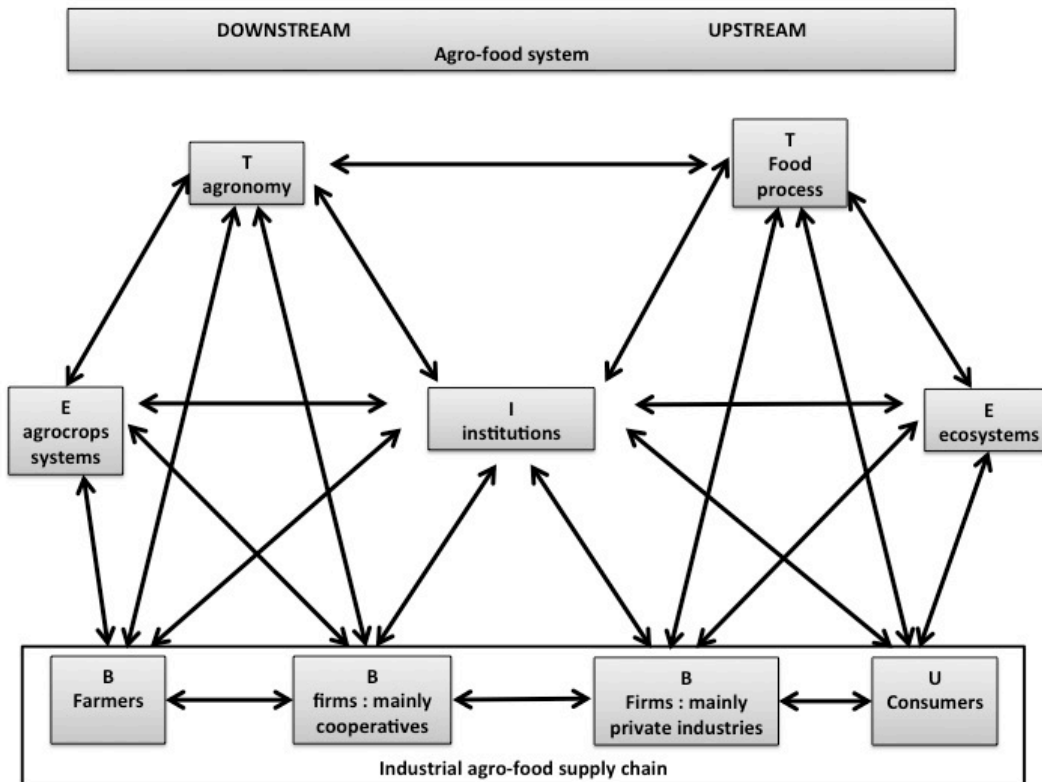 DOWNSTREAM UPSTREAM
Agro-food system
T
agronomy
T
Food
process
E
agrocrops
systems
I
institutions
E
ecosystems
B
Farmers
B
firms : mainly
cooperatives
B
Firms : mainly
private industries
U
Consumers
Industrial agro-food supply chain